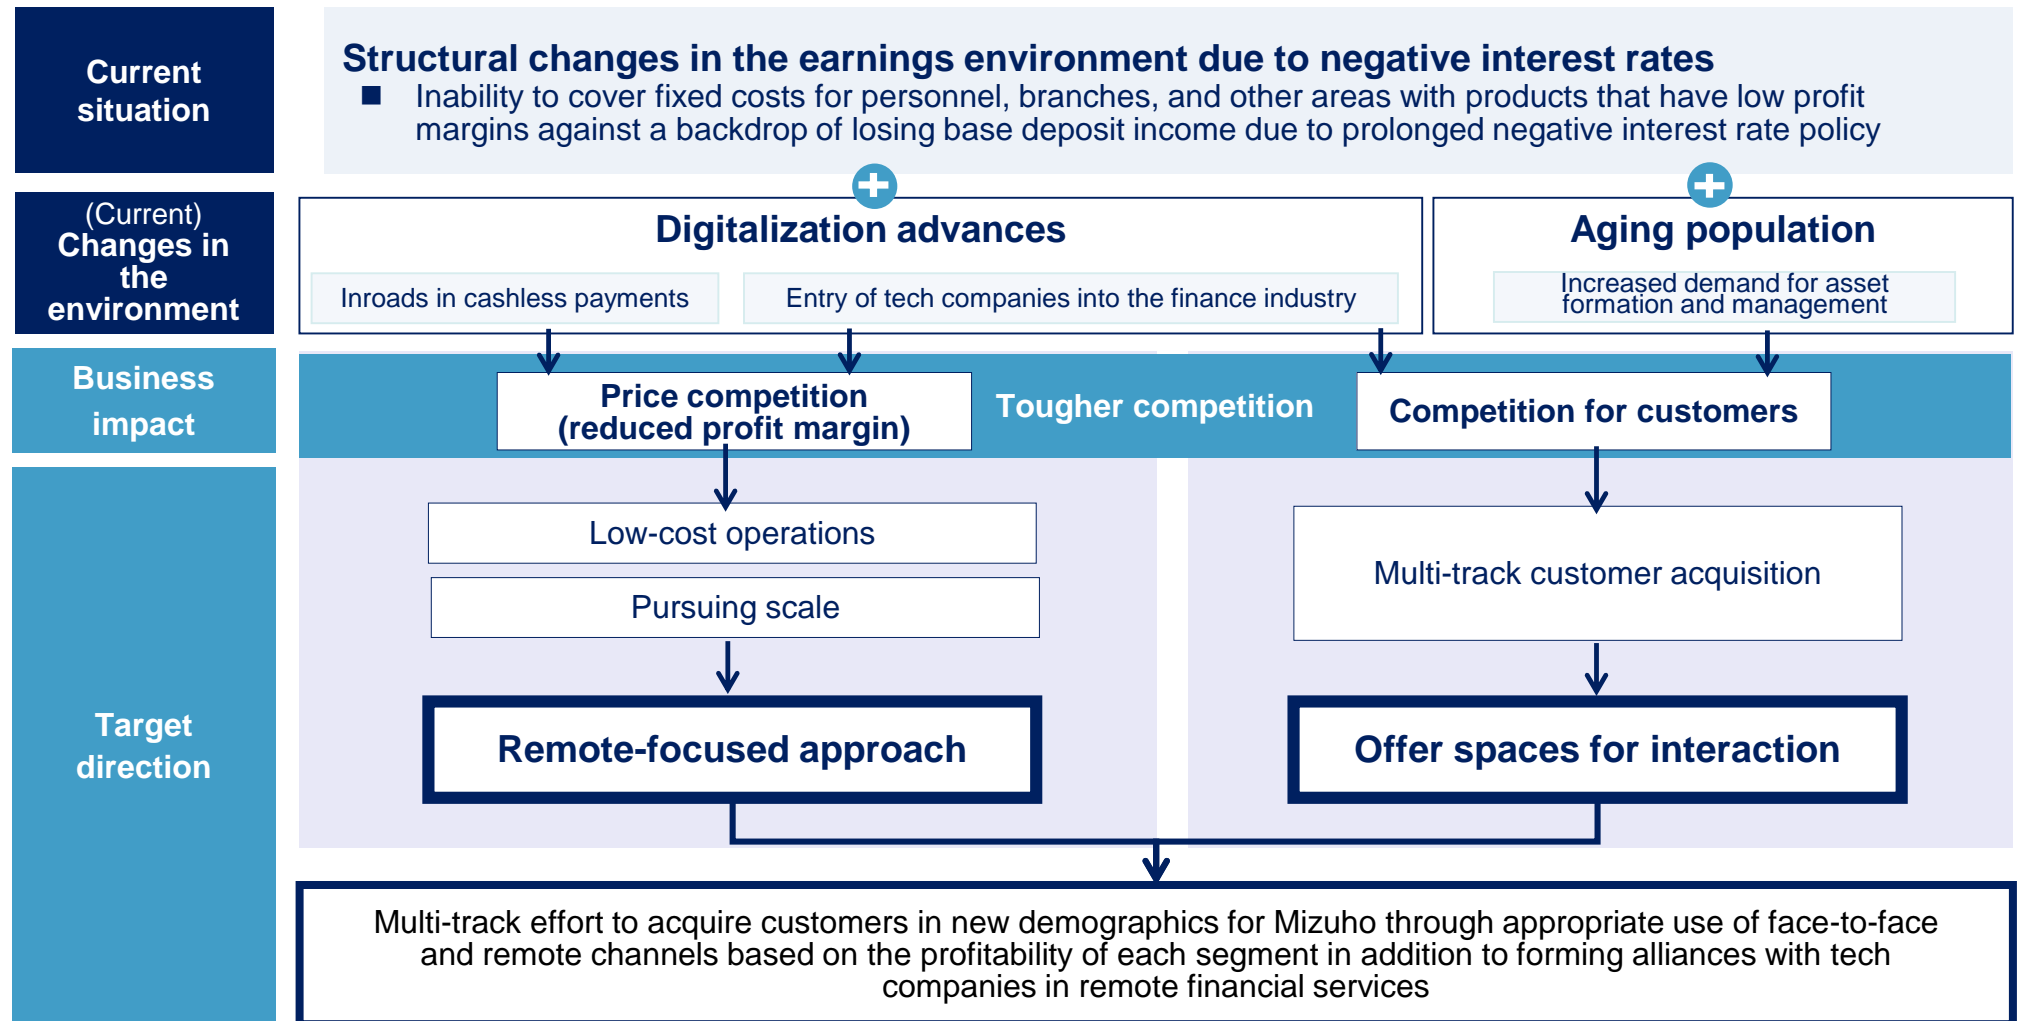 Current
situation
Structural changes in the earnings environment due to negative interest rates
■ Inability to cover fixed costs for personnel, branches, and other areas with products that have low profit
margins against a backdrop of losing base deposit income due to prolonged negative interest rate policy
(Current)
Changes in
the
environment
Digitalization advances
Inroads in cashless payments
Entry of tech companies into the finance industry
Aging population
Increased demand for asset
formation and management
Business
impact
Price competition
(reduced profit margin)
Tougher competition
Competition for customers
Target
direction
Low-cost operations
Pursuing scale
Remote-focused approach
Multi-track customer acquisition
Offer spaces for interaction
Multi-track effort to acquire customers in new demographics for Mizuho through appropriate use of face-to-face
and remote channels based on the profitability of each segment in addition to forming alliances with tech
companies in remote financial services